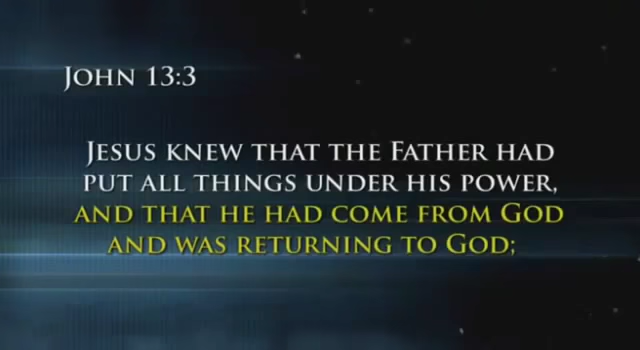 John 13:3
Jesus knew that the Father had
put all things under his power,
and that he had come from God
and was returning to God;